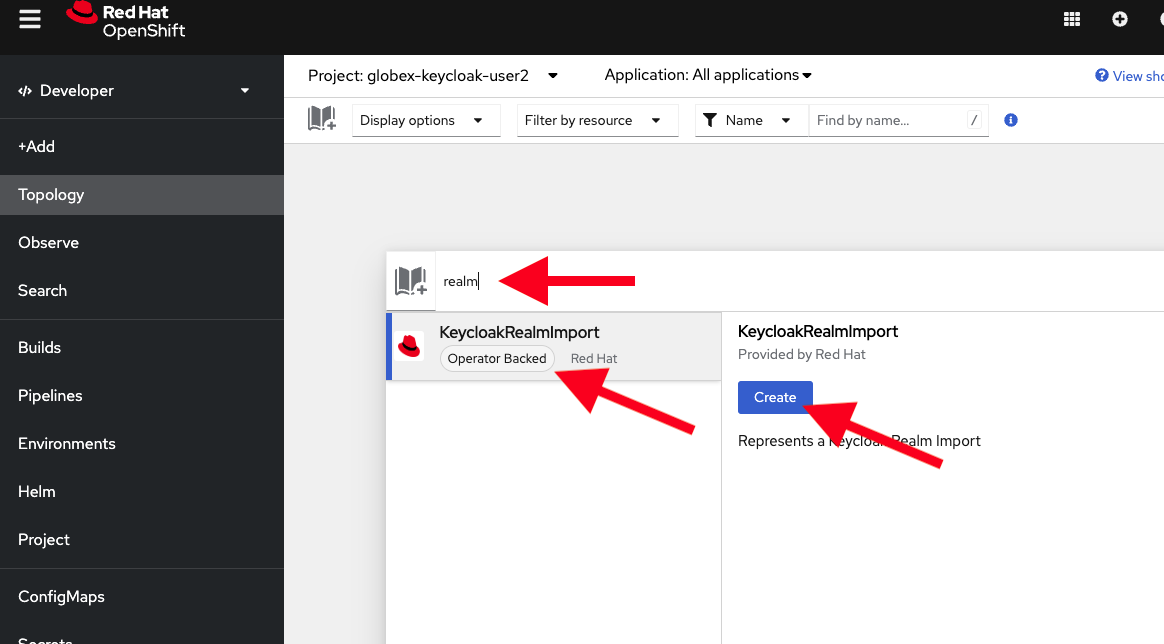 Red Hat
OpenShift
Developer
+Add
Topology
Observe
Search
Builds
Pipelines
Environments
Helm
Project
ConfigMaps
Secrets
Project: globex-keycloak-user2
Application: All applications
View sho
Display options
Filter by resource
Name
Find by name...
/
realm
KeycloakRealmImport
Operator Backed
Red Hat
KeycloakRealmImport
Provided by Red Hat
Create
Represents a Keycloak Realm Import